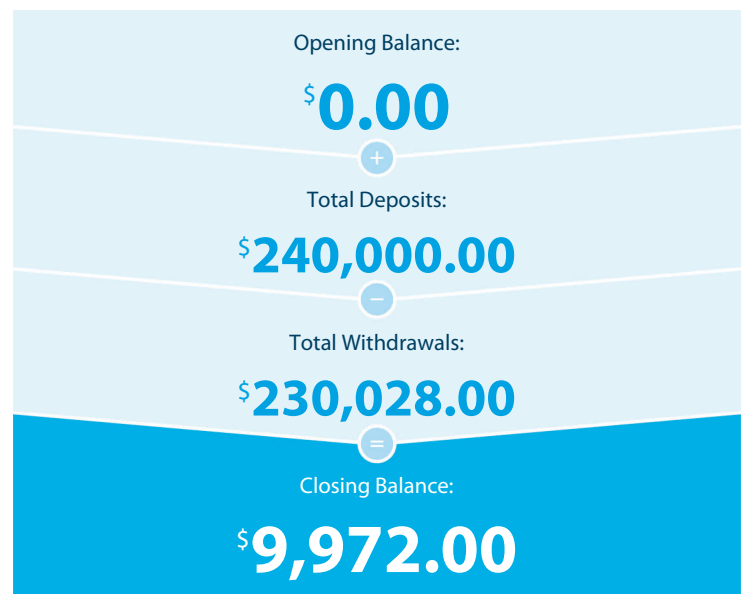 Opening Balance:
$0.00
+
Total Deposits:
$240,000.00
−
Total Withdrawals:
$230,028.00
=
Closing Balance:
$9,972.00